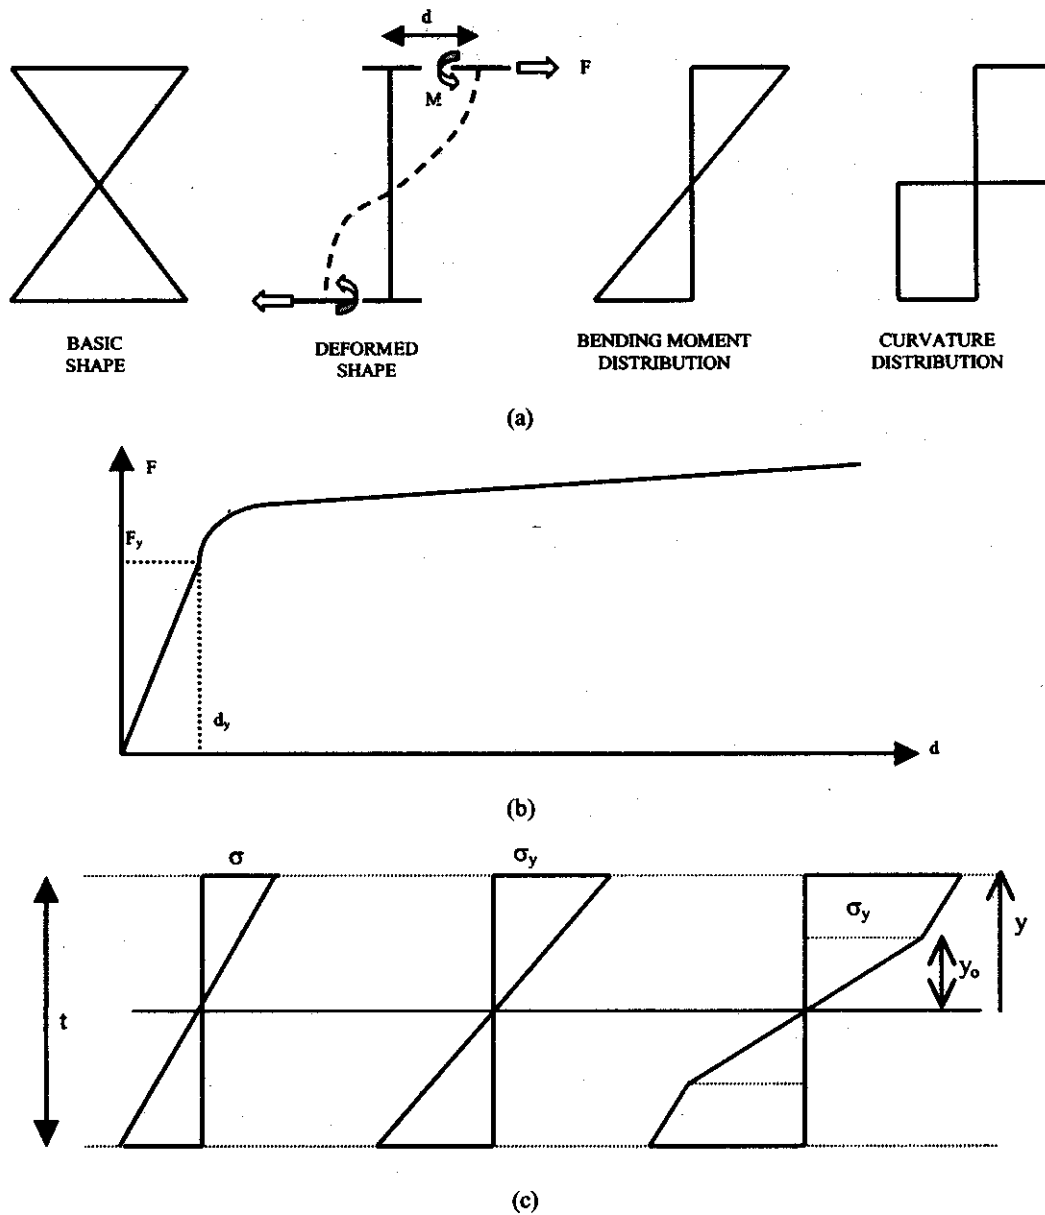 d
F
M
BASIC
SHAPE
DEFORMED
SHAPE
BENDING MOMENT
DISTRIBUTION
CURVATURE
DISTRIBUTION
(a)
F
Fy
dy
d
(b)
σ
σy
σy
y
yo
t
(c)